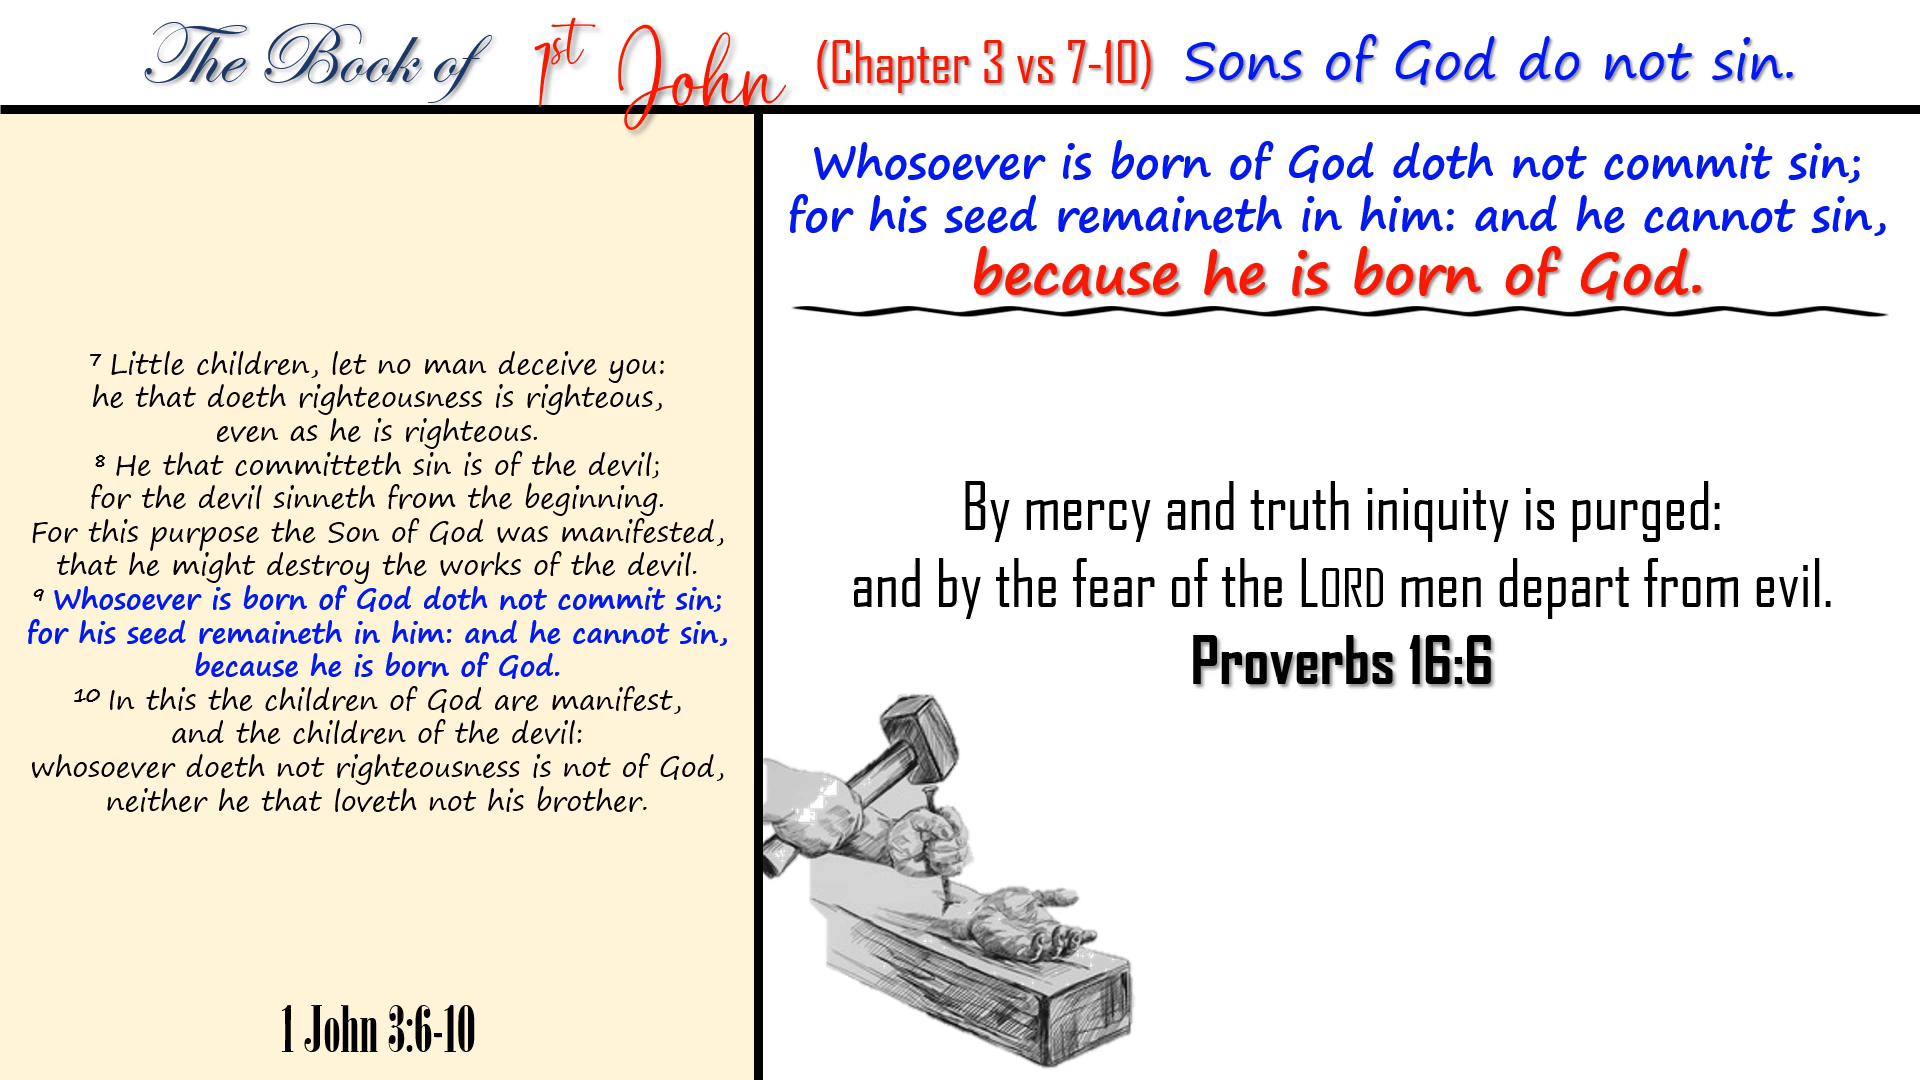 The Book of 1st John (Chapter 3 vs 7-10) Sons of God do not sin.
7 Little children, let no man deceive you:
he that doeth righteousness is righteous,
even as he is righteous.
8 He that committeth sin is of the devil;
for the devil sinneth from the beginning.
For this purpose the Son of God was manifested,
that he might destroy the works of the devil.
9 Whosoever is born of God doth not commit sin;
for his seed remaineth in him: and he cannot sin,
because he is born of God.
10 In this the children of God are manifest,
and the children of the devil:
whosoever doeth not righteousness is not of God,
neither he that loveth not his brother.
1 John 3:6-10
Whosoever is born of God doth not commit sin;
for his seed remaineth in him: and he cannot sin,
because he is born of God.
By mercy and truth iniquity is purged:
and by the fear of the LORD men depart from evil.
Proverbs 16:6